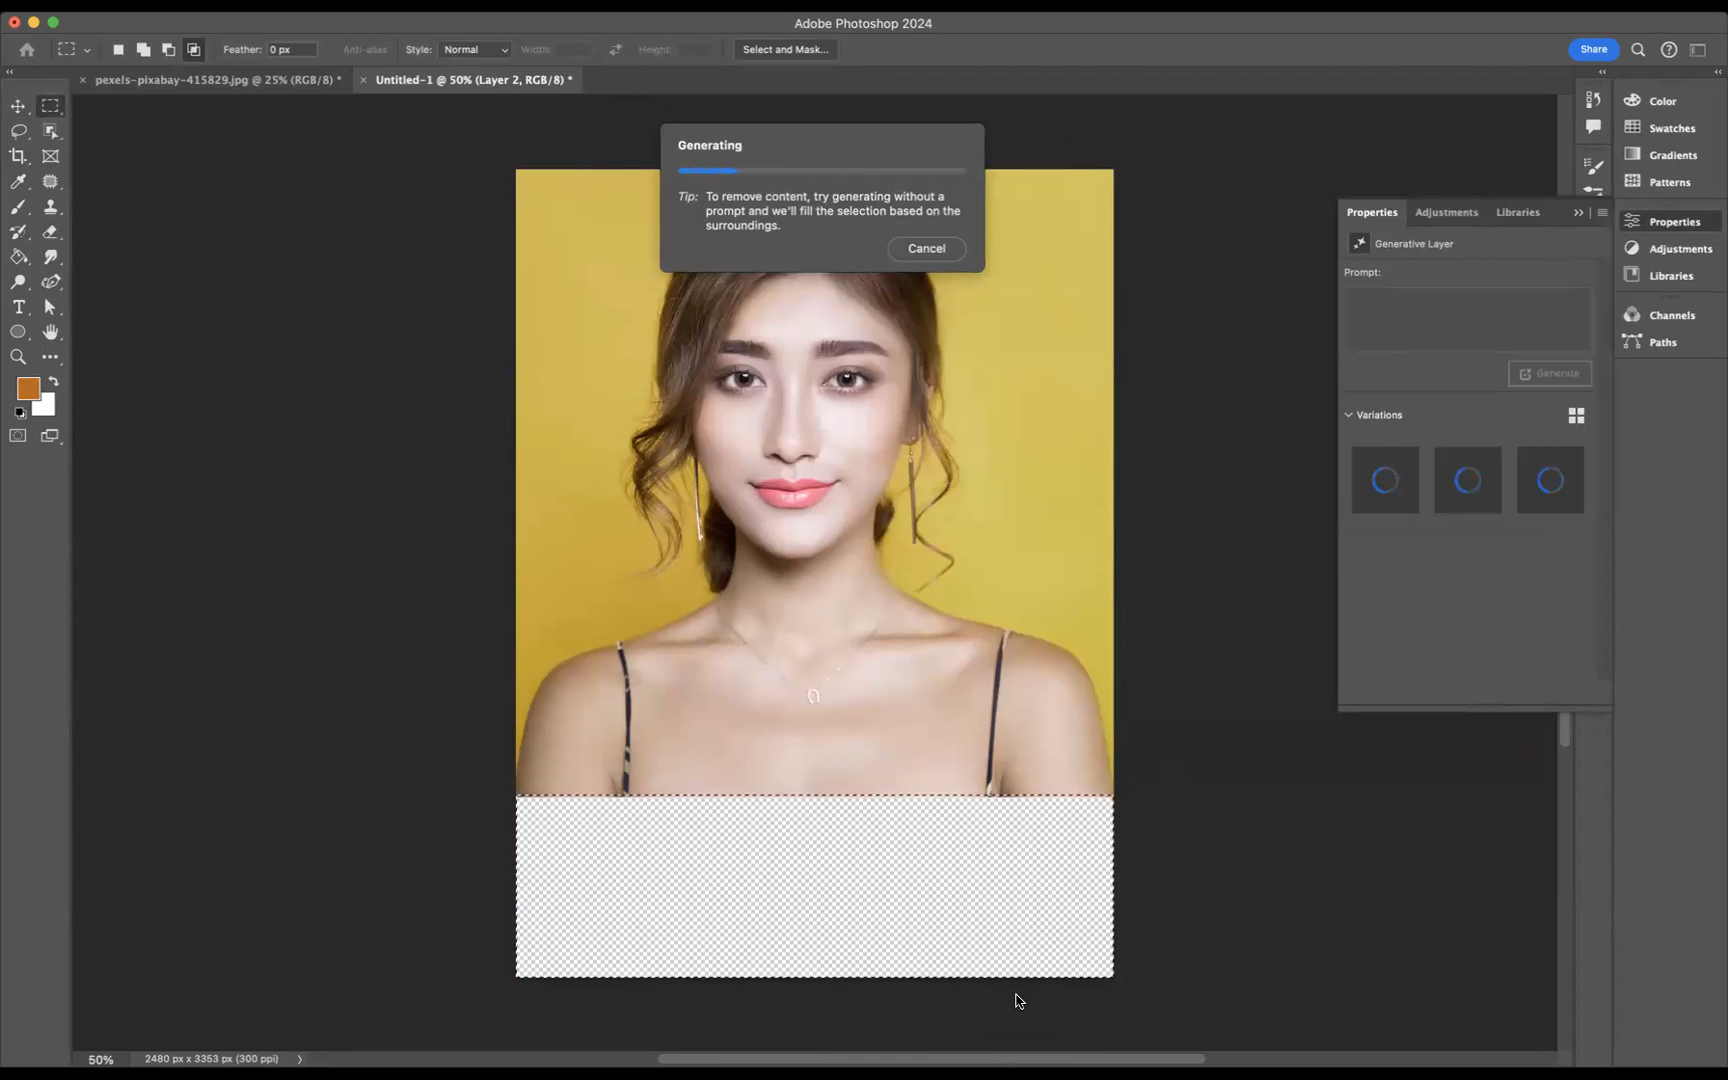 Adobe Photoshop 2024
Feather: 0 px Anti-alias Style: Normal Width: Height: Select and Mask... Share
pexels-pixabay-415829.jpg @ 25% (RGB/8) * Untitled-1 @ 50% (Layer 2, RGB/8) *
Generating
Tip: To remove content, try generating without a
prompt and we'll fill the selection based on the
surroundings.
Cancel
Properties Adjustments Libraries
Generative Layer
Prompt:
Generate
Variations
Color
Swatches
Gradients
Patterns
Properties
Adjustments
Libraries
Channels
Paths
50% 2480 px x 3353 px (300 ppi)